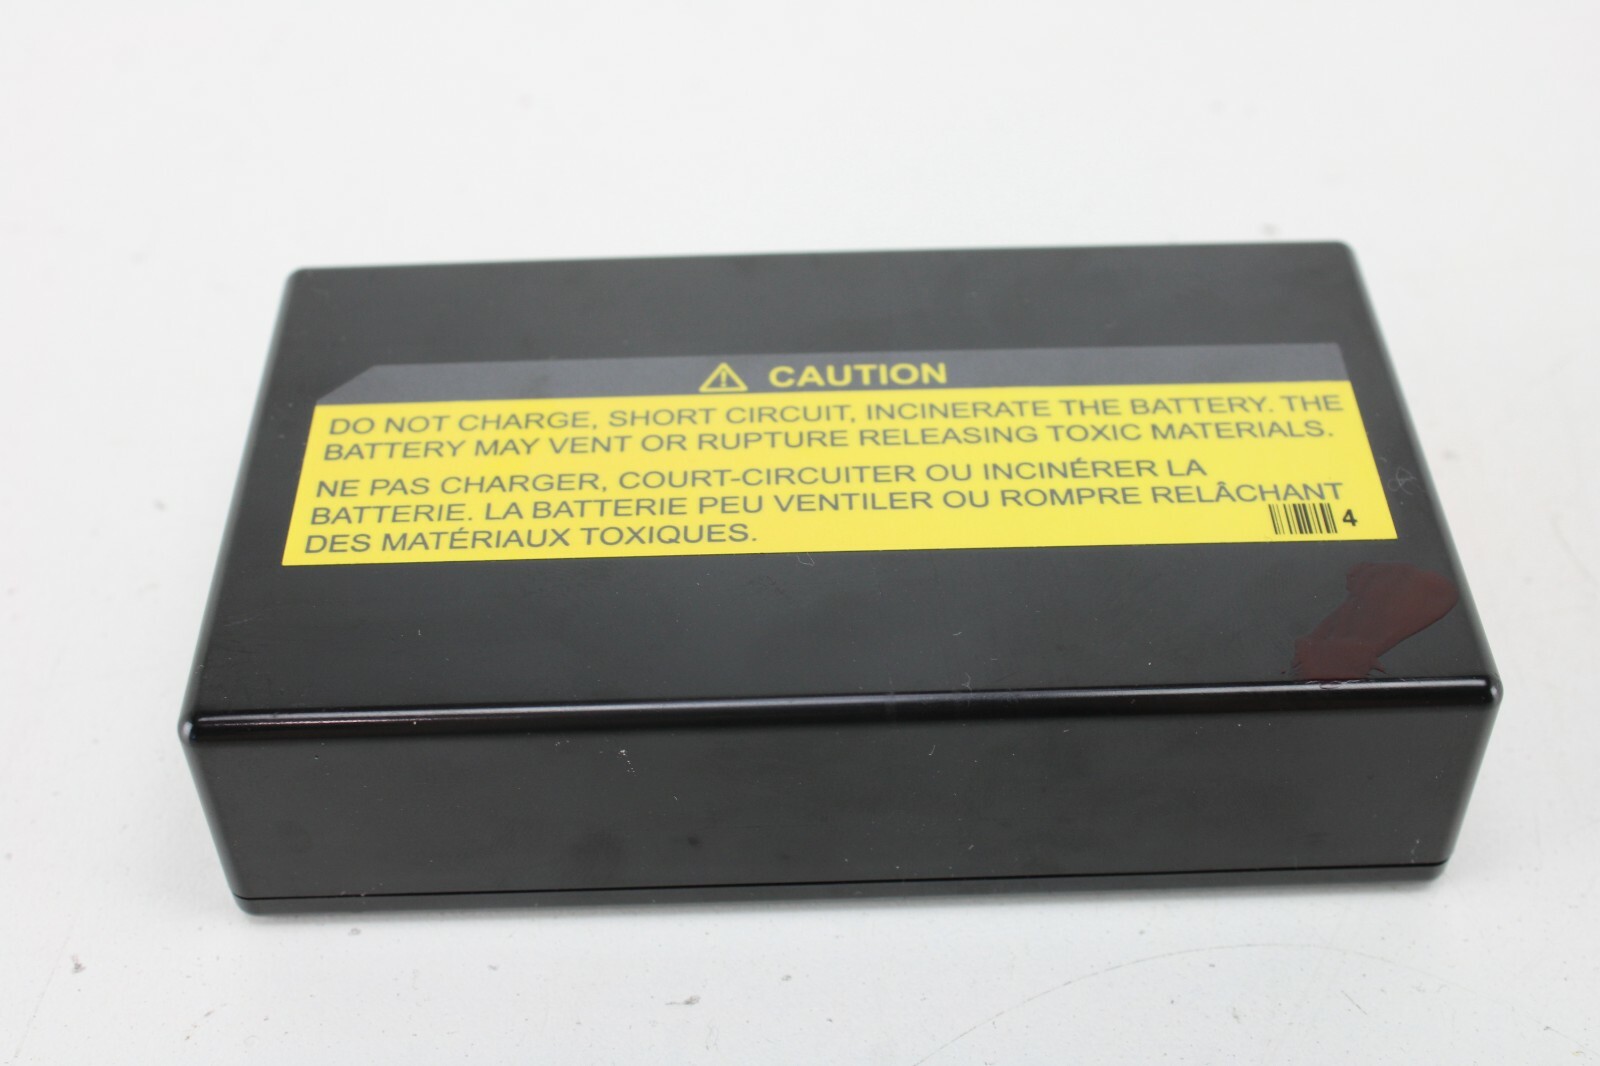 CAUTION
DO NOT CHARGE, SHORT CIRCUIT, INCINERATE THE BATTERY. THE
BATTERY MAY VENT OR RUPTURE RELEASING TOXIC MATERIALS.
NE PAS CHARGER, COURT-CIRCUITER OU INCINÉRER LA
BATTERIE. LA BATTERIE PEU VENTILER OU ROMPRE RELÂCHANT
DES MATÉRIAUX TOXIQUES.
4